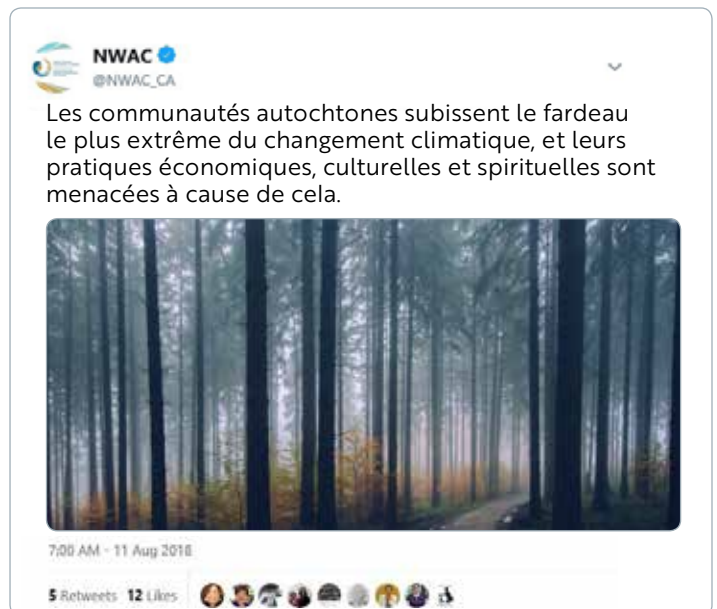 NWAC
@NWAC_CA
Les communautés autochtones subissent le fardeau
le plus extrême du changement climatique, et leurs
pratiques économiques, culturelles et spirituelles sont
menacées à cause de cela.
7:00 AM - 11 Aug 2018
5 Retweets 12 Likes